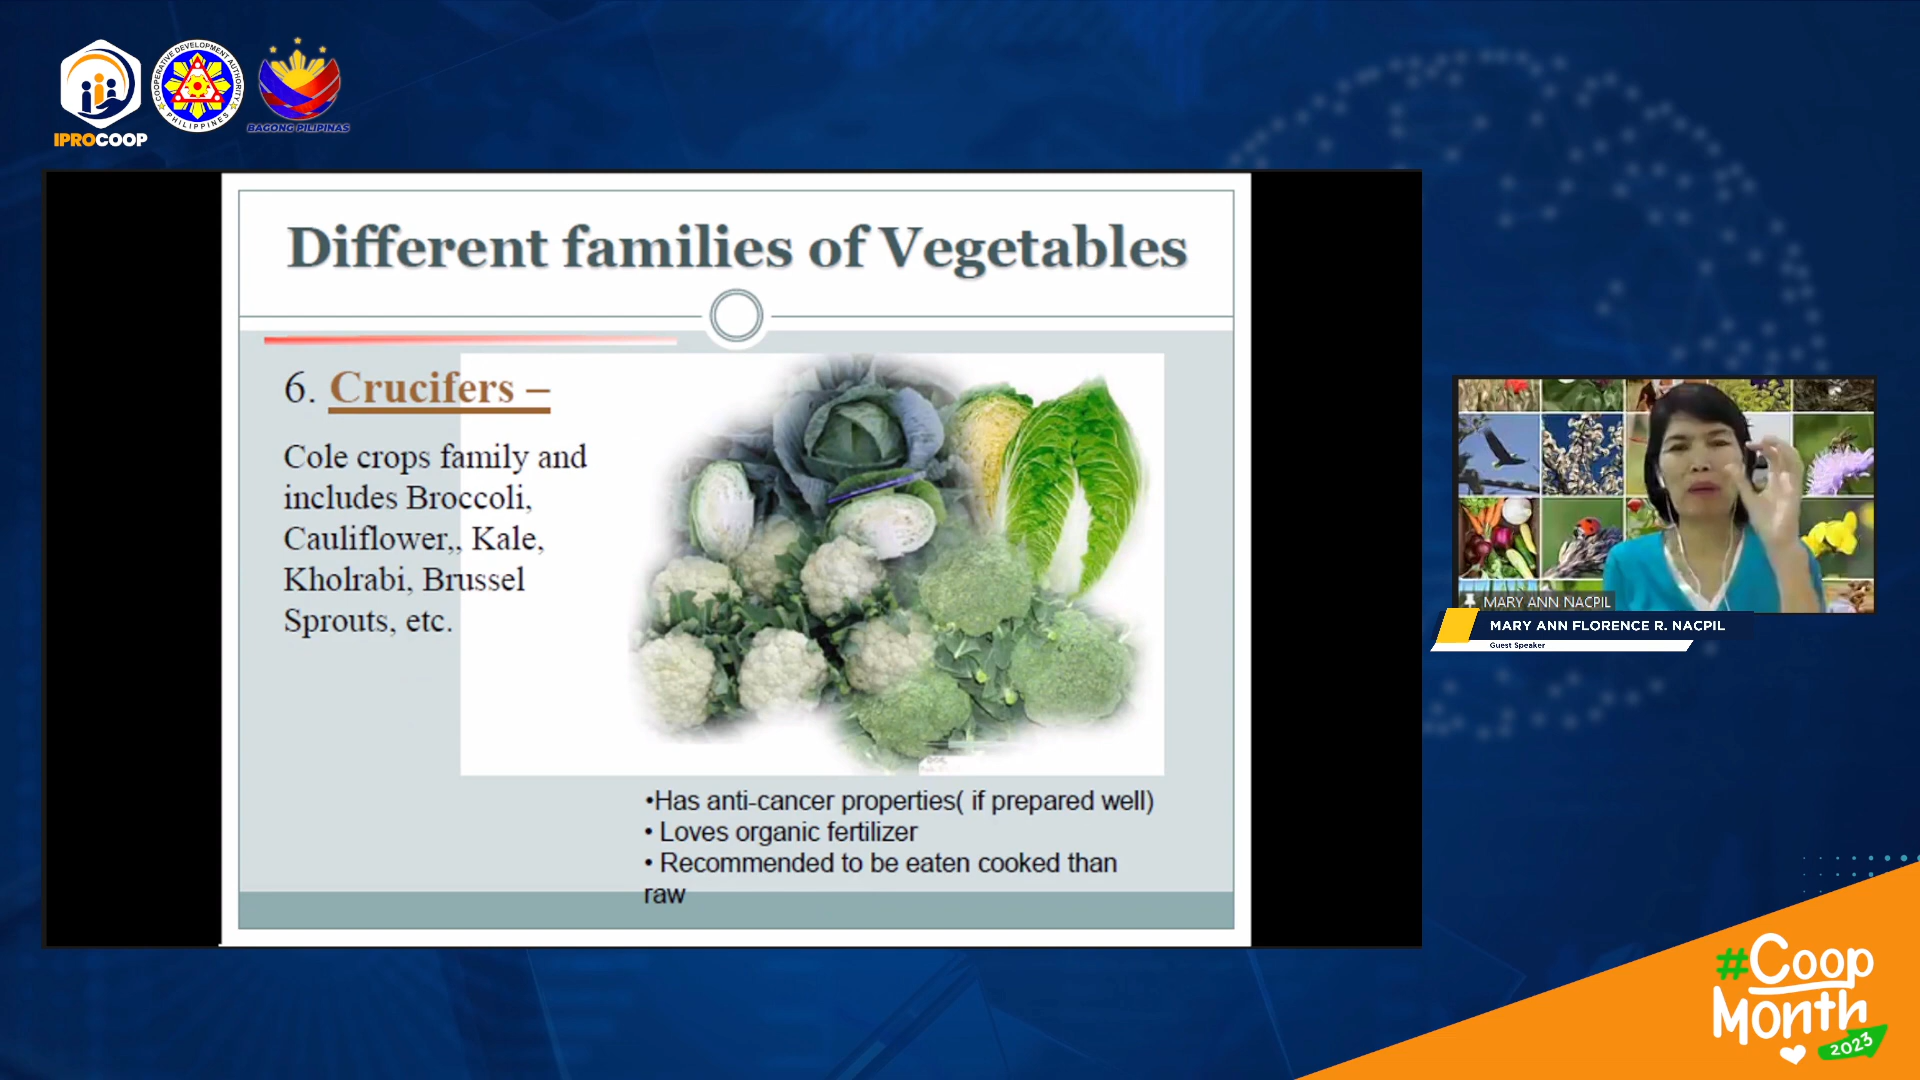 IPROCOOP
COOPERATIVE DEVELOPMENT AUTHORITY
PHILIPPINES
BAGONG PILIPINAS
Different families of Vegetables
6. Crucifers –
Cole crops family and
includes Broccoli,
Cauliflower,, Kale,
Kholrabi, Brussel
Sprouts, etc.
•Has anti-cancer properties( if prepared well)
• Loves organic fertilizer
• Recommended to be eaten cooked than
raw
MARY ANN NACPIL
MARY ANN FLORENCE R. NACPIL
Guest Speaker
#Coop
Month
2023